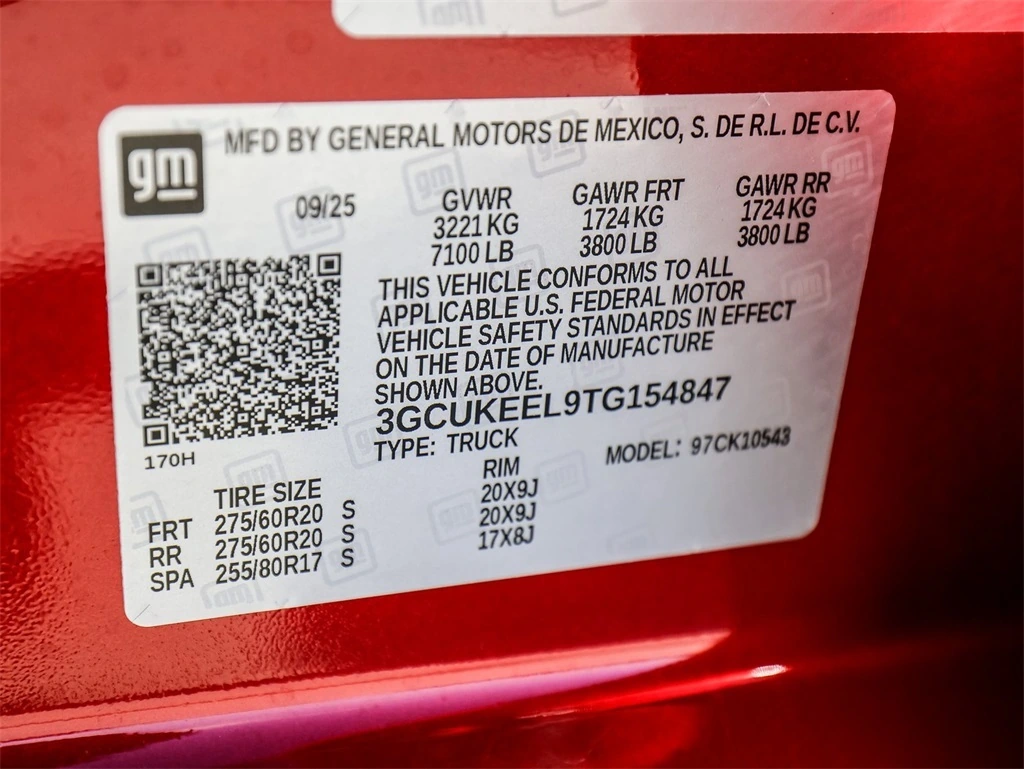 gm
MFD BY GENERAL MOTORS DE MEXICO, S. DE R.L. DE C.V.
09/25
GVWR GAWR FRT GAWR RR
3221 KG 1724 KG 1724 KG
7100 LB 3800 LB 3800 LB
THIS VEHICLE CONFORMS TO ALL
APPLICABLE U.S. FEDERAL MOTOR
VEHICLE SAFETY STANDARDS IN EFFECT
ON THE DATE OF MANUFACTURE
SHOWN ABOVE.
3GCUKEEL9TG154847
TYPE: TRUCK MODEL: 97CK10543
170H
TIRE SIZE RIM
FRT 275/60R20 S 20X9J
RR 275/60R20 S 20X9J
SPA 255/80R17 S 17X8J